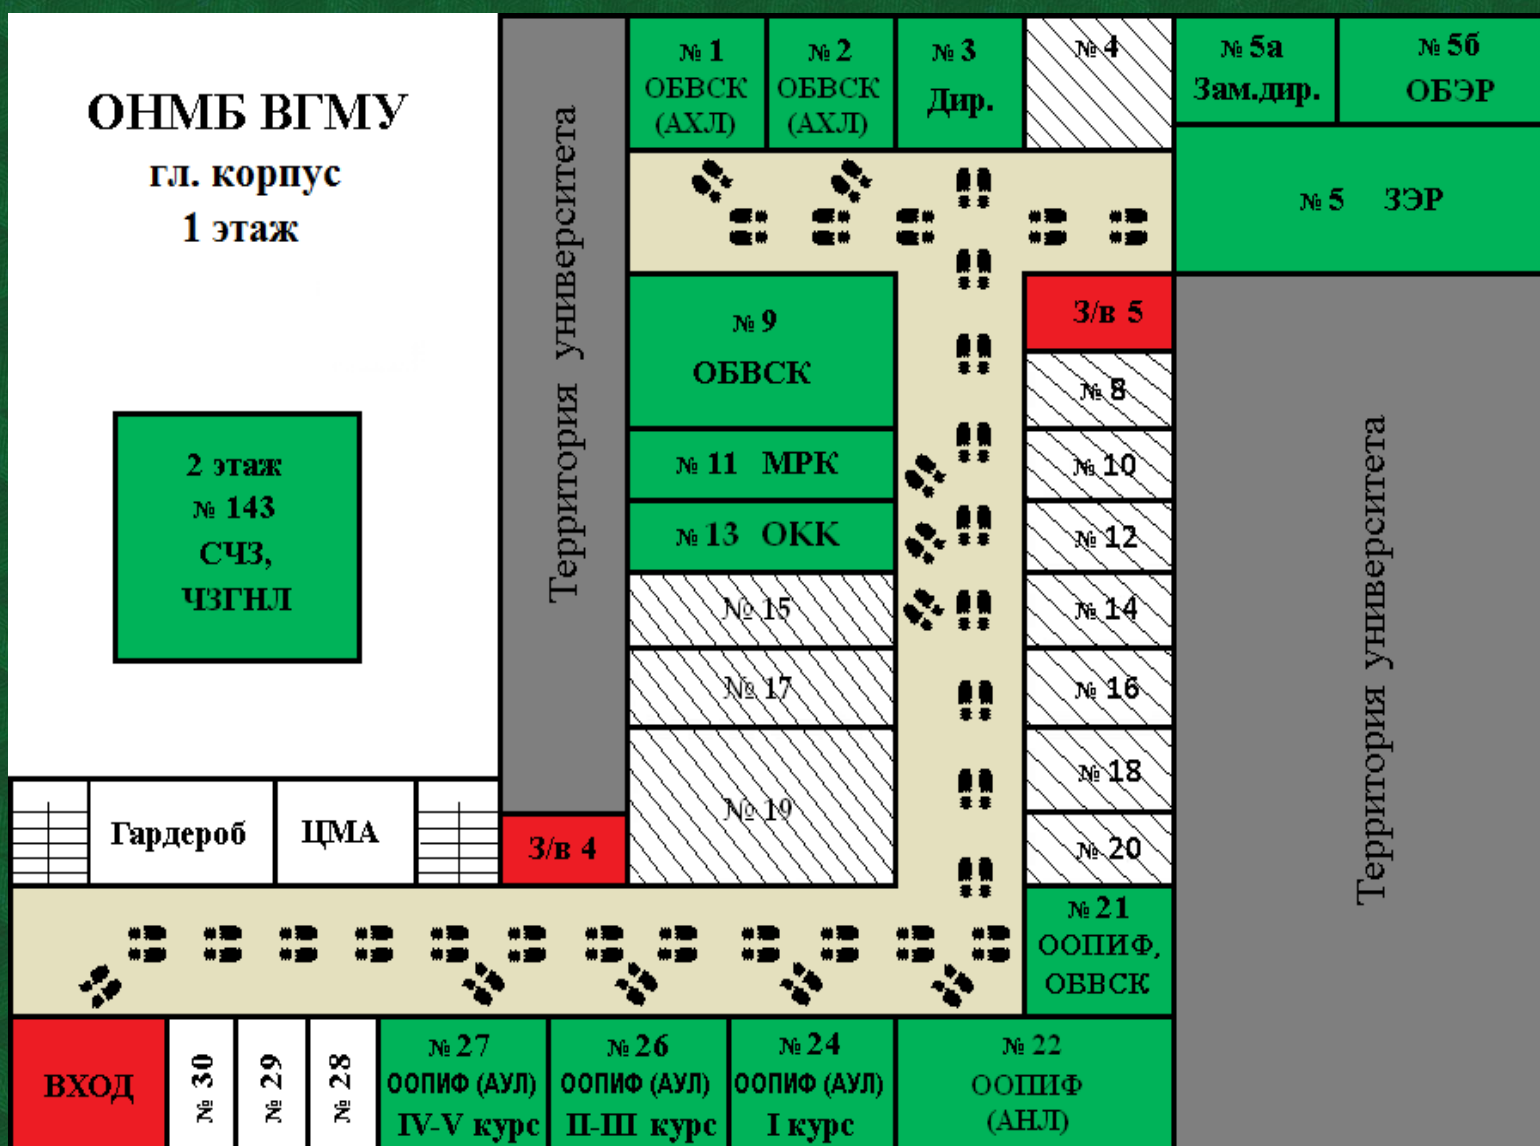 ОНМБ ВГМУ
гл. корпус
1 этаж
2 этаж
№ 143
СЧЗ,
ЧЗГНЛ
Территория университета
№ 1
ОБВСК
(АХЛ)
№ 2
ОБВСК
(АХЛ)
№ 3
Дир.
№ 4
№ 5а
Зам.дир.
№ 5б
ОБЭР
№ 5 ЗЭР
№ 9
ОБВСК
З/в 5
№ 8
№ 11 МРК
№ 10
№ 13 ОКК
№ 12
№ 15
№ 14
№ 17
№ 16
№ 19
№ 18
№ 20
Территория университета
Гардероб
ЦМА
З/в 4
№ 21
ООПИФ,
ОБВСК
ВХОД
№ 30
№ 29
№ 28
№ 27
ООПИФ (АУЛ)
IV-V курс
№ 26
ООПИФ (АУЛ)
II-III курс
№ 24
ООПИФ (АУЛ)
I курс
№ 22
ООПИФ
(АНЛ)